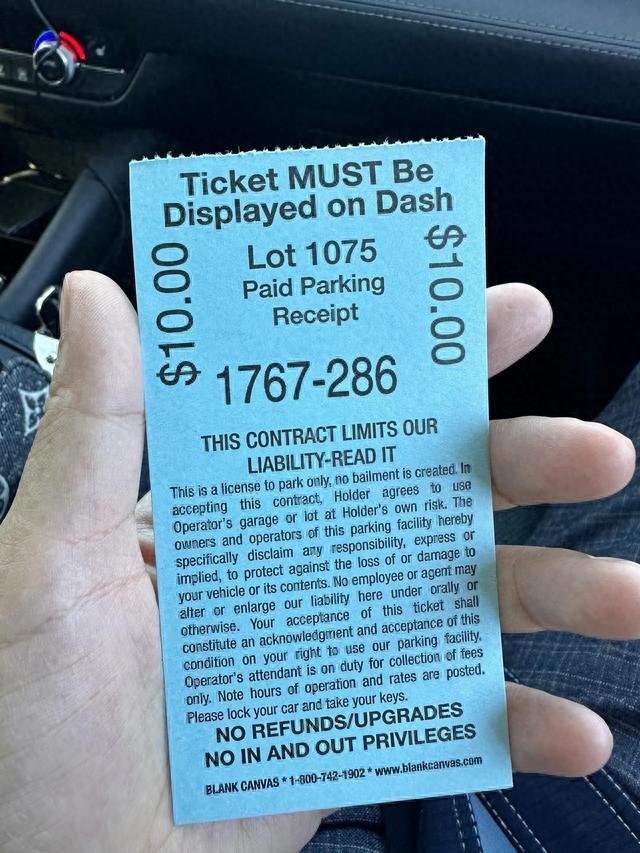 Ticket MUST Be
Displayed on Dash
$10.00
Lot 1075
Paid Parking
Receipt
$10.00
1767-286
THIS CONTRACT LIMITS OUR
LIABILITY-READ IT
This is a license to park only, no bailment is created. In
accepting this contract, Holder agrees to use
Operator's garage or lot at Holder's own risk. The
owners and operators of this parking facility hereby
specifically disclaim any responsibility, express or
implied, to protect against the loss of or damage to
your vehicle or its contents. No employee or agent may
alter or enlarge our liability here under orally or
otherwise. Your acceptance of this ticket shall
constitute an acknowledgment and acceptance of this
condition on your right to use our parking facility.
Operator's attendant is on duty for collection of fees
only. Note hours of operation and rates are posted.
Please lock your car and take your keys.
NO REFUNDS/UPGRADES
NO IN AND OUT PRIVILEGES
BLANK CANVAS * 1-800-742-1902 * www.blankcanvas.com